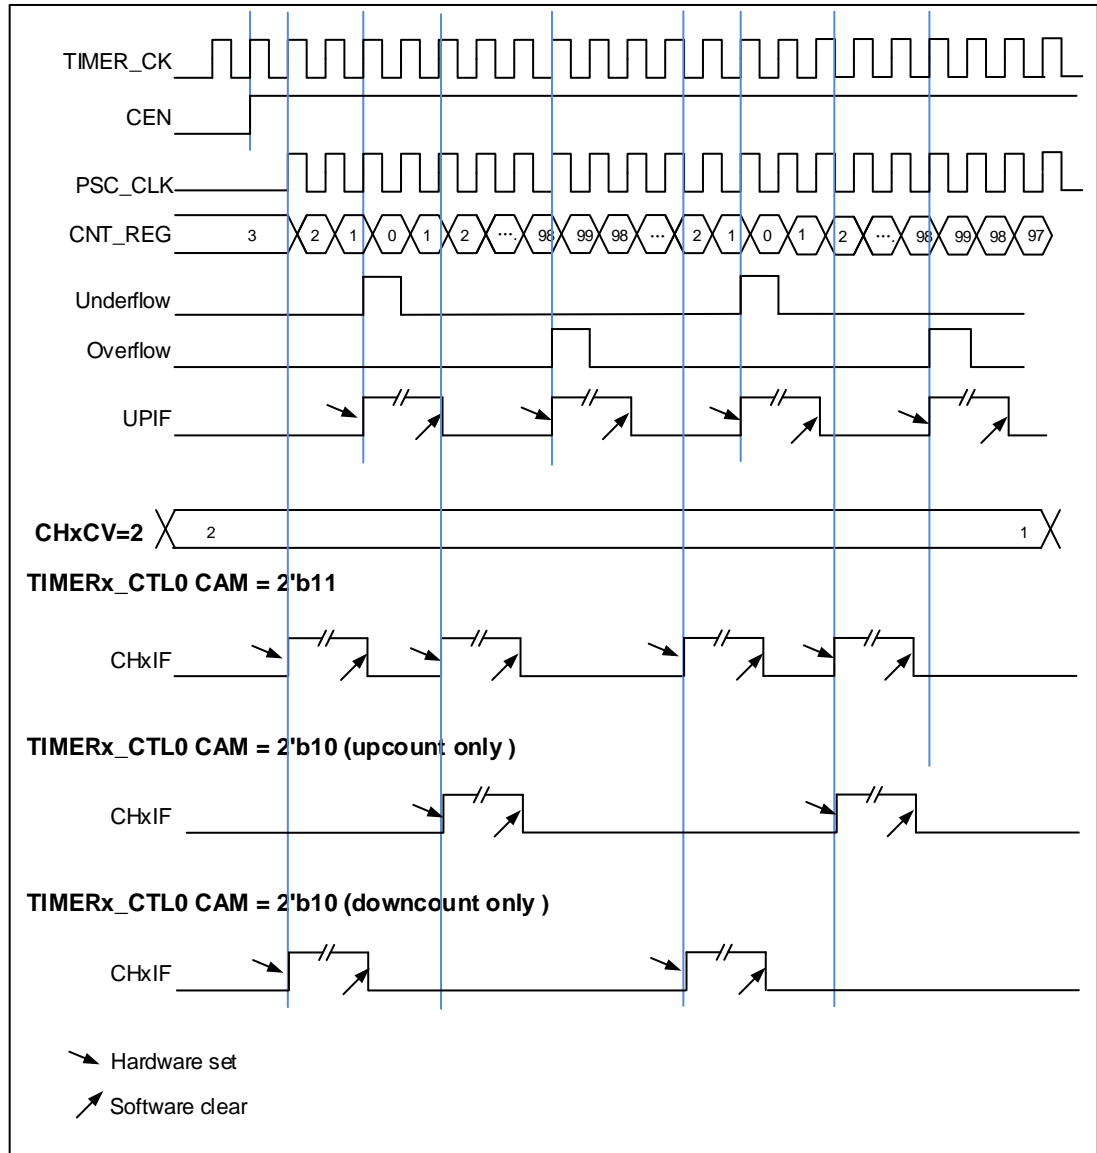 TIMER_CK
CEN
PSC_CLK
CNT_REG 3 2 1 0 1 2 ... 98 99 98 ... 2 1 0 1 2 ... 98 99 98 97
Underflow
Overflow
UPIF
CHxCV=2 2 1
TIMERx_CTL0 CAM = 2'b11
CHxIF
TIMERx_CTL0 CAM = 2'b10 (upcount only )
CHxIF
TIMERx_CTL0 CAM = 2'b10 (downcount only )
CHxIF
Hardware set
Software clear